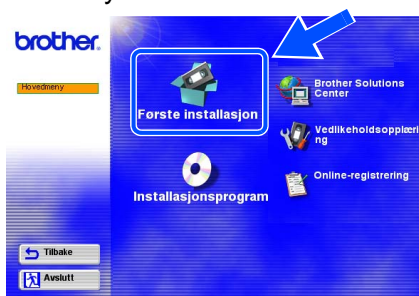 brother.
Hovedmeny
Første installasjon
Installasjonsprogram
Brother Solutions
Center
Vedlikeholdsopplæri
ng
Online-registrering
Tilbake
Avslutt